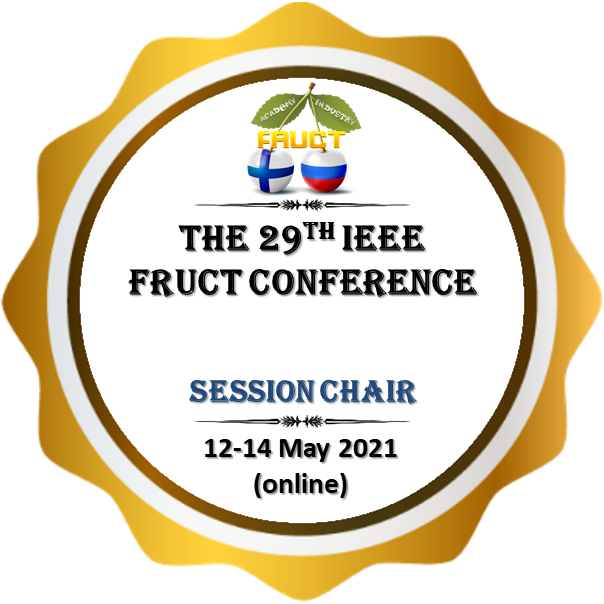 ACADEMY INDUSTRY
FRUCT
THE 29TH IEEE
FRUCT CONFERENCE
SESSION CHAIR
12-14 May 2021
(online)